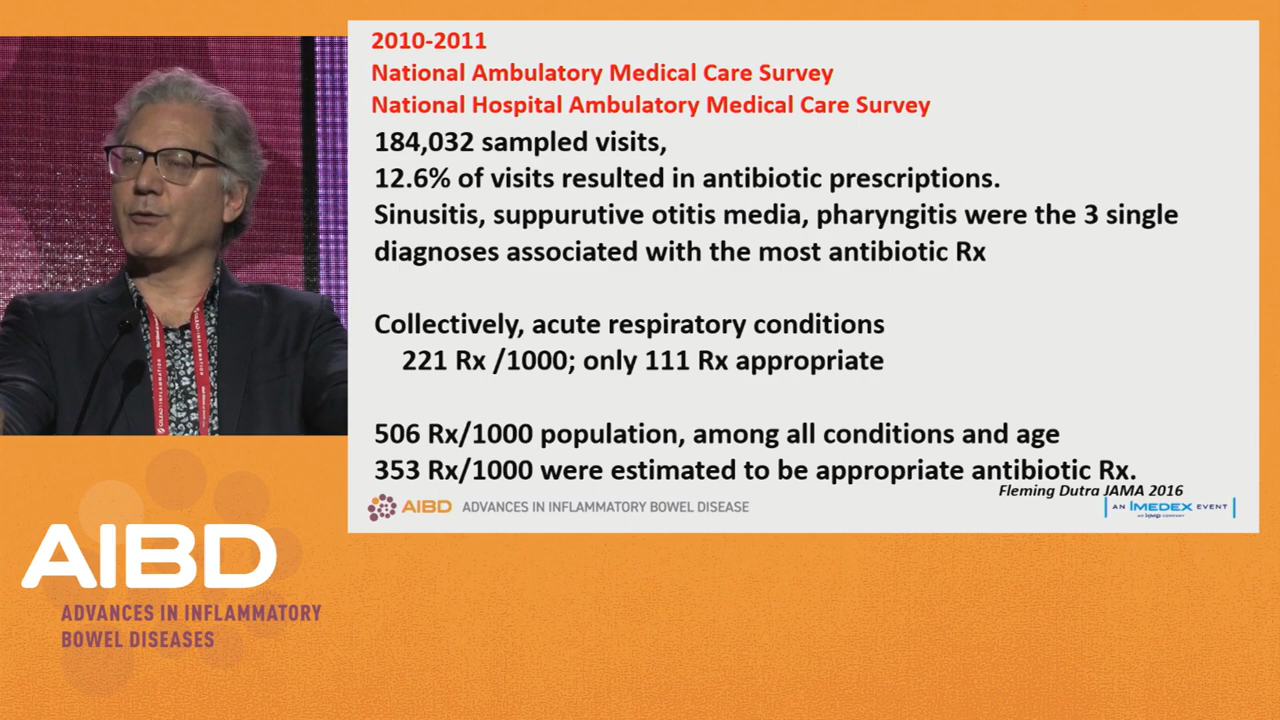 2010-2011
National Ambulatory Medical Care Survey
National Hospital Ambulatory Medical Care Survey
184,032 sampled visits,
12.6% of visits resulted in antibiotic prescriptions.
Sinusitis, suppurutive otitis media, pharyngitis were the 3 single
diagnoses associated with the most antibiotic Rx
Collectively, acute respiratory conditions
221 Rx /1000; only 111 Rx appropriate
506 Rx/1000 population, among all conditions and age
353 Rx/1000 were estimated to be appropriate antibiotic Rx.
Fleming Dutra JAMA 2016
AIBD ADVANCES IN INFLAMMATORY BOWEL DISEASE
AN IMEDEX EVENT
AIBD
ADVANCES IN INFLAMMATORY
BOWEL DISEASES